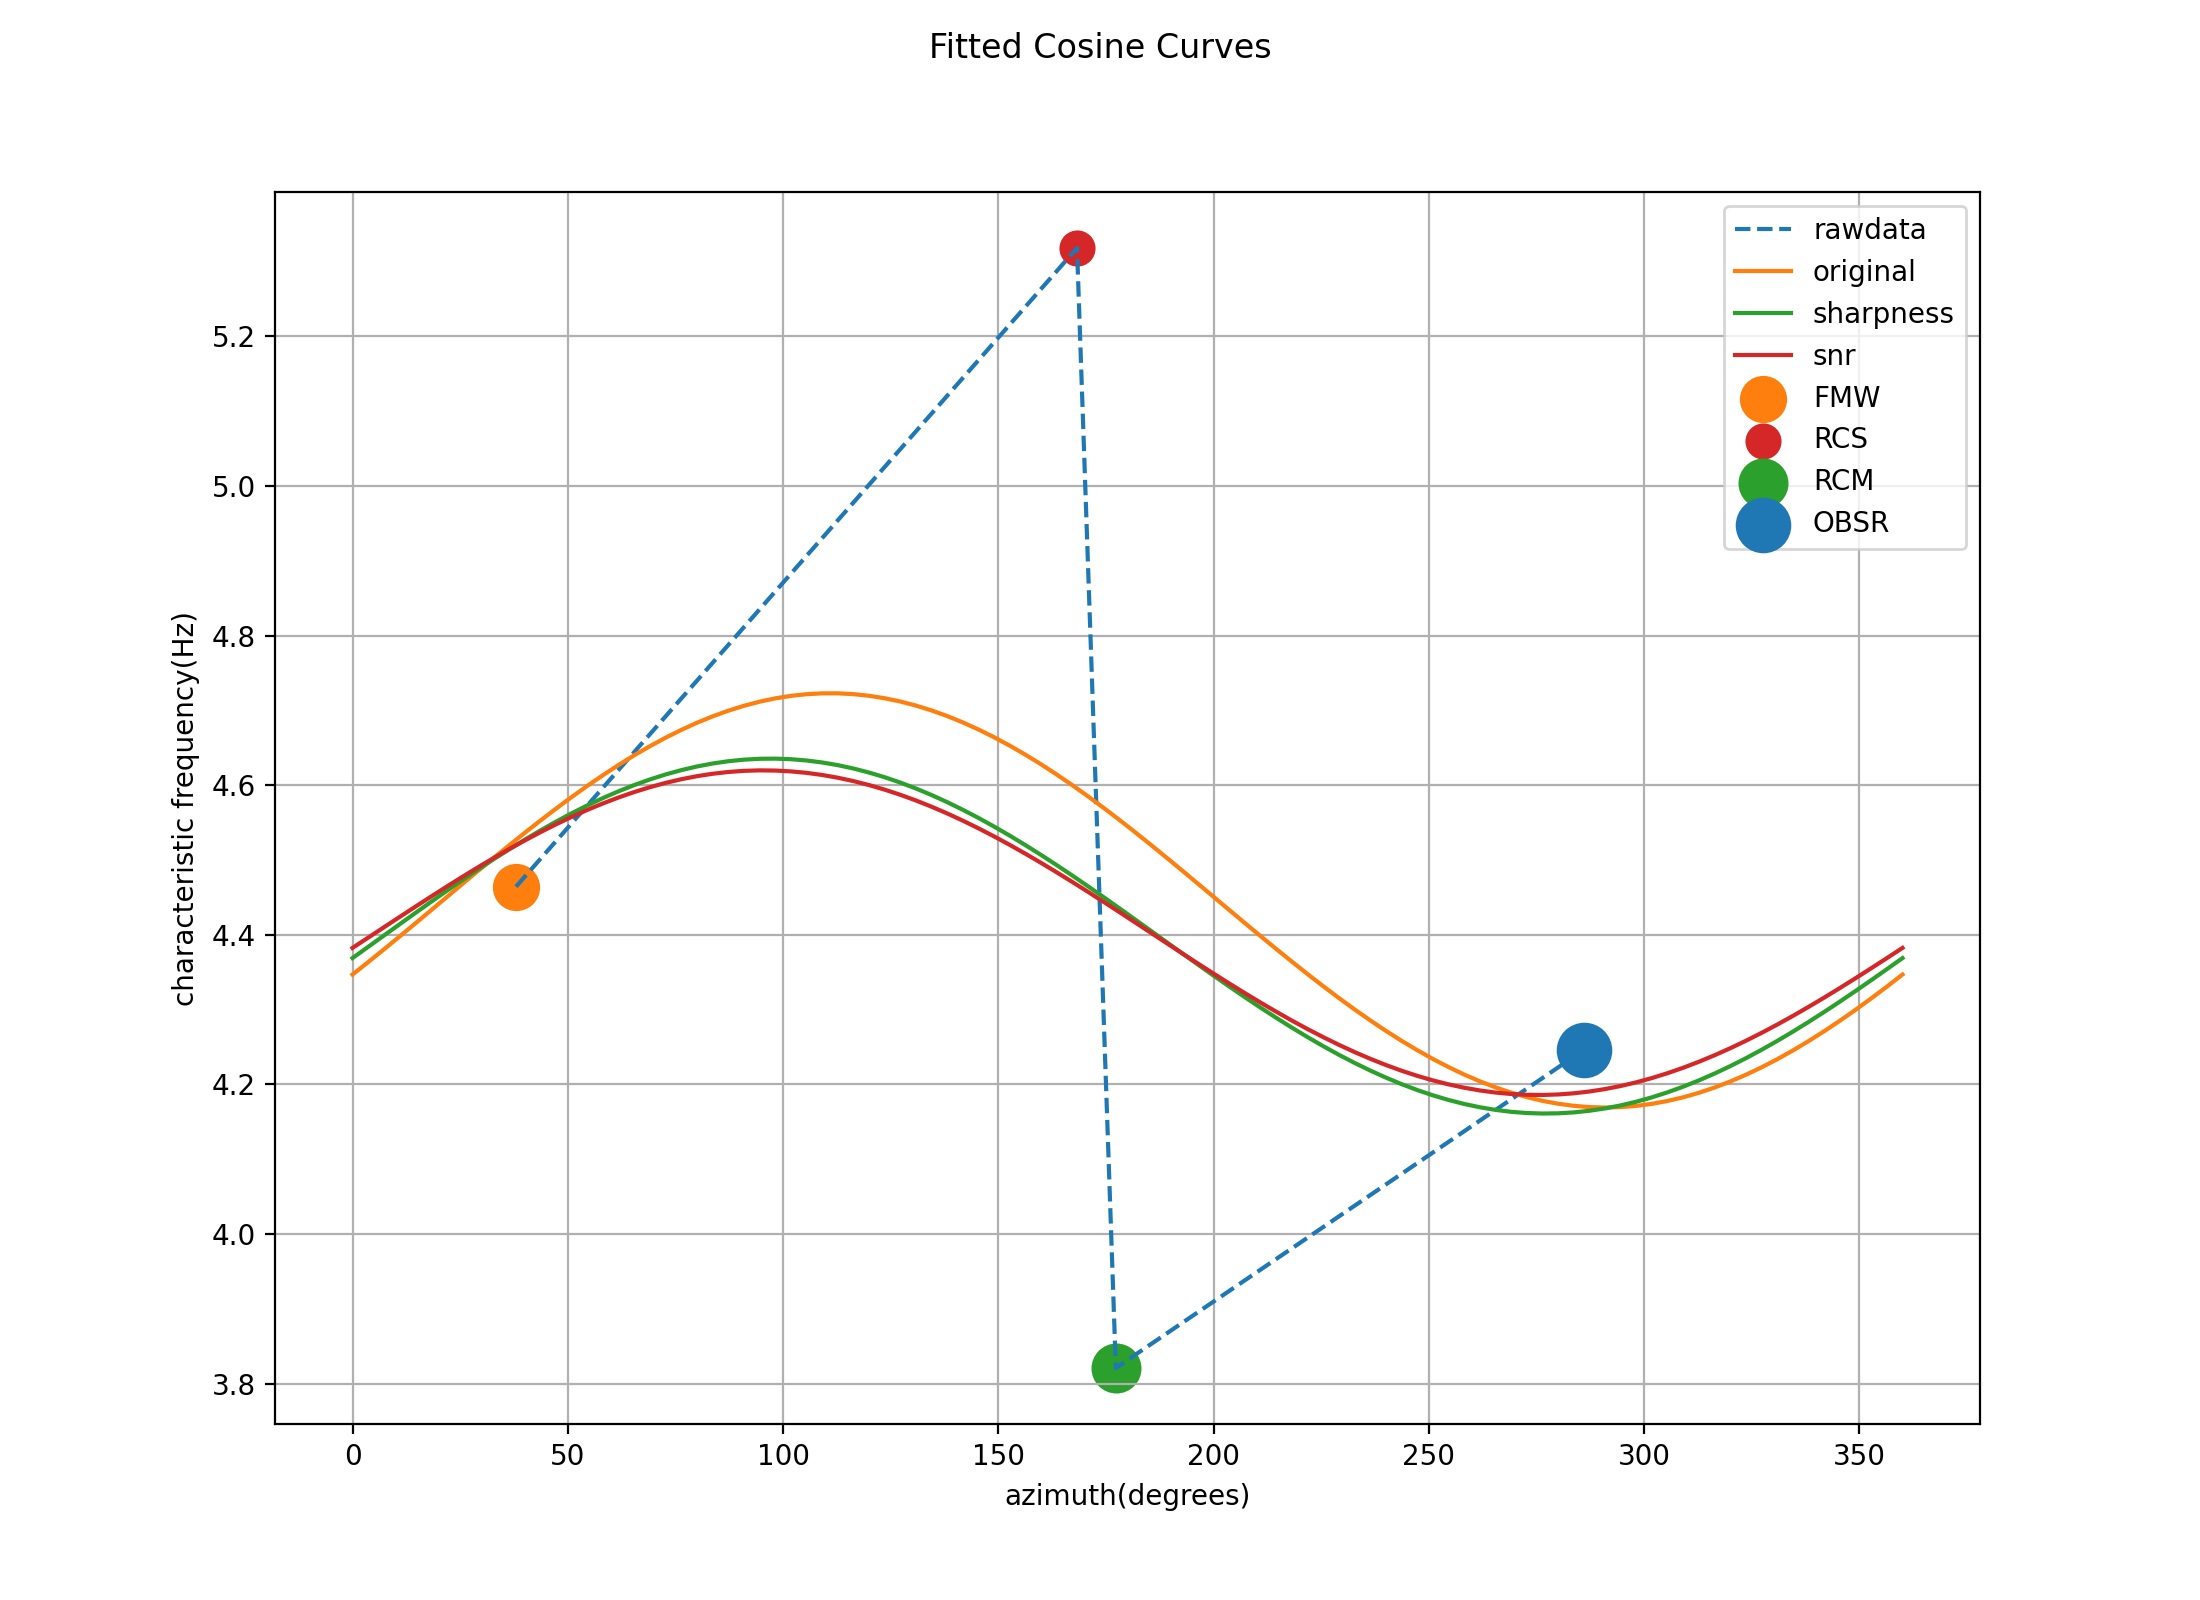 Fitted Cosine Curves
rawdata
original
sharpness
snr
FMW
RCS
RCM
OBSR
characteristic frequency(Hz)
5.2
5.0
4.8
4.6
4.4
4.2
4.0
3.8
0 50 100 150 200 250 300 350
azimuth(degrees)